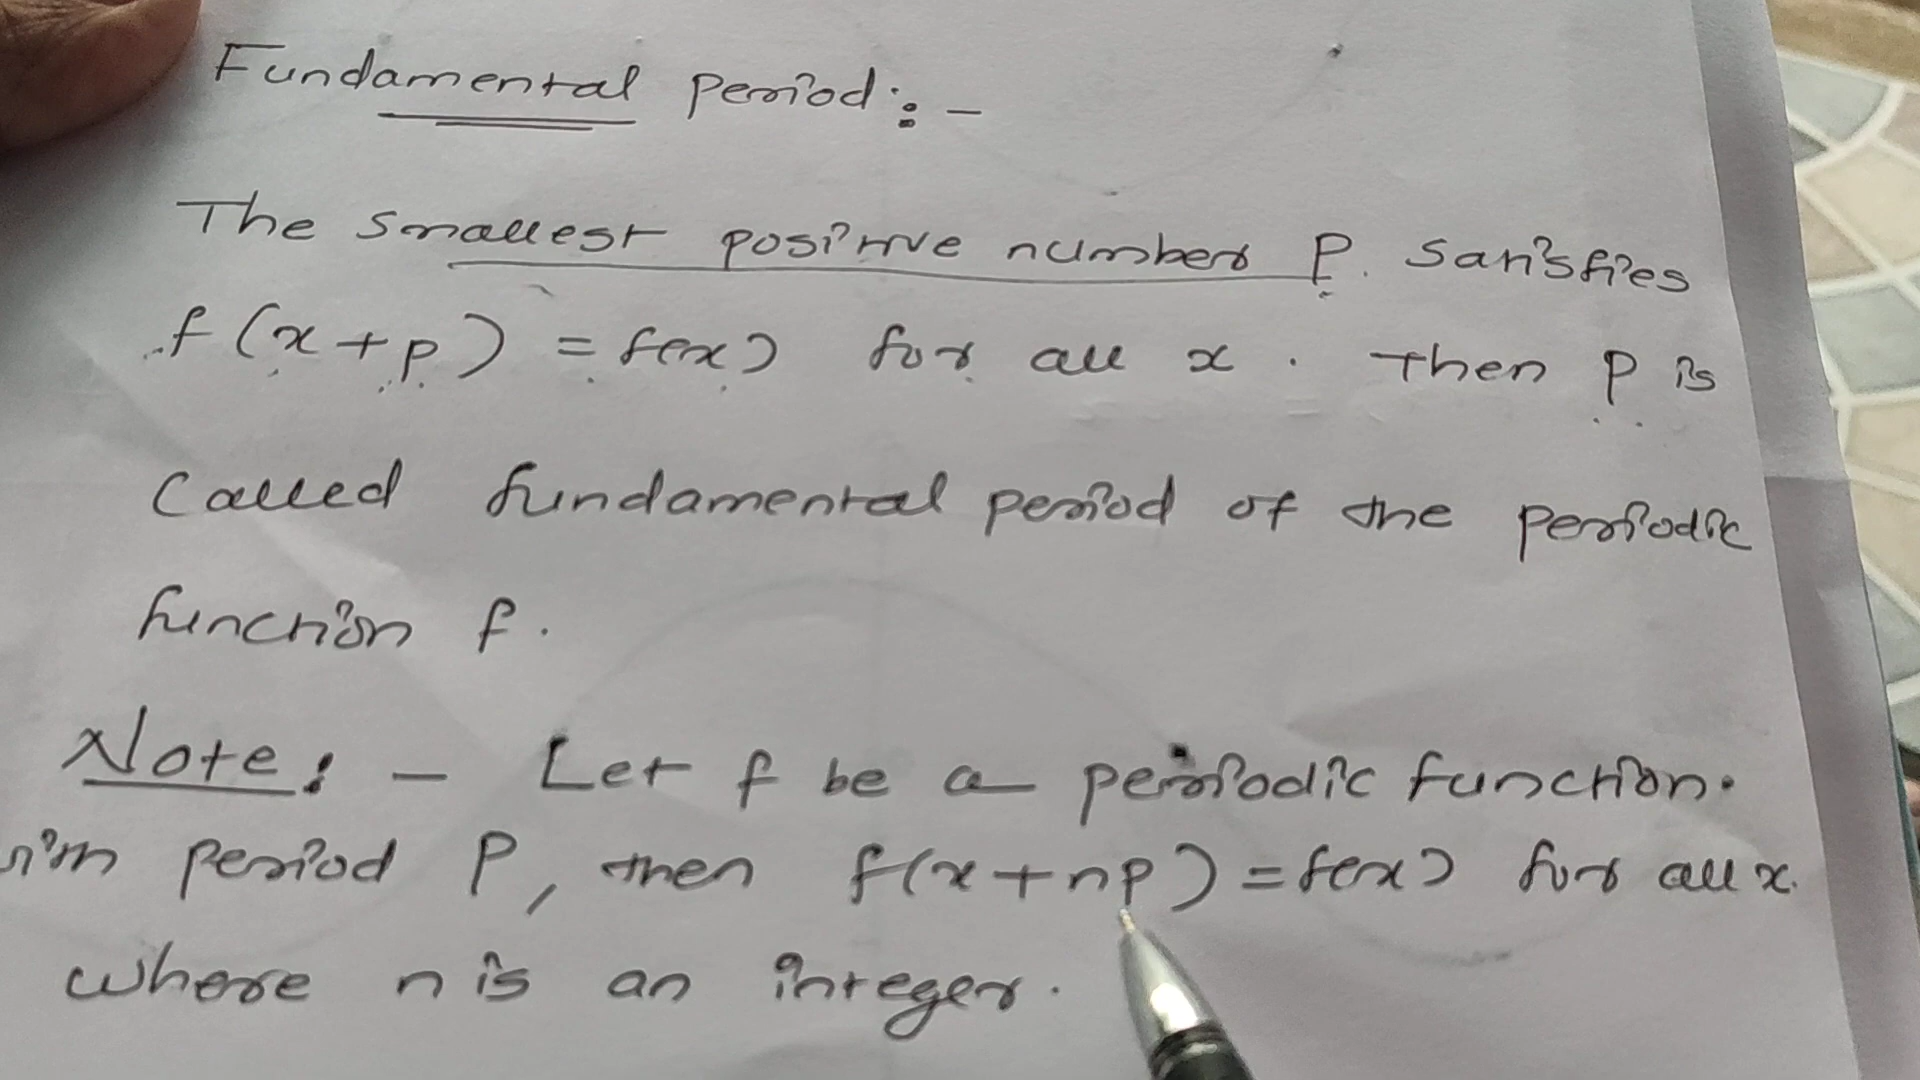 Fundamental period:-
The smallest positive number P. satisfies
f(x+p) = f(x) for all x. Then P is
Called fundamental period of the periodic
function f.
Note:- Let f be a periodic function.
period P, then f(x+np) = f(x) for all x.
where n is an integer.